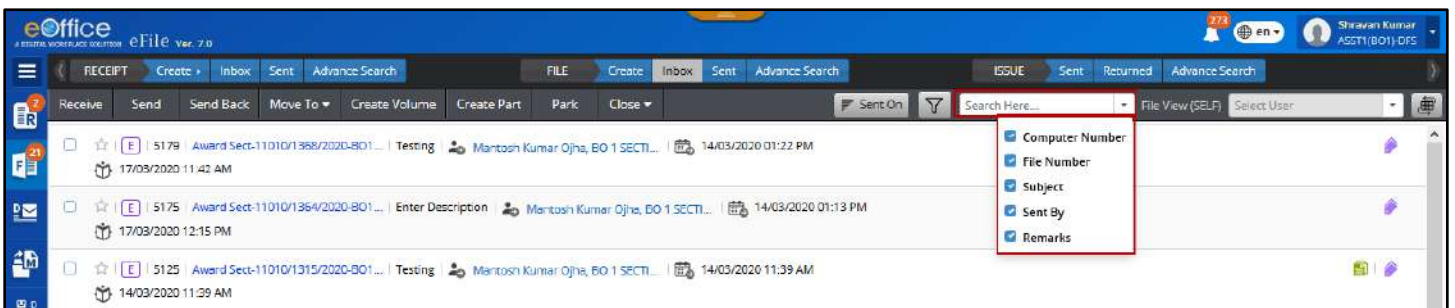 eOffice
A DIGITAL WORKPLACE SOLUTION eFile Ver. 7.0
273 en Shravan Kumar
ASST1(BO1)-DFS
RECEIPT Create Inbox Sent Advance Search FILE Create Inbox Sent Advance Search ISSUE Sent Returned Advance Search
2 R
Receive Send Send Back Move To Create Volume Create Part Park Close Sent On Search Here... File View (SELF) Select User
Computer Number
File Number
Subject
Sent By
Remarks
E 5179 Award Sect-11010/1368/2020-BO1... Testing Mantosh Kumar Ojha, BO 1 SECTI... 14/03/2020 01:22 PM
21 F
17/03/2020 11:42 AM
E 5175 Award Sect-11010/1364/2020-BO1... Enter Description Mantosh Kumar Ojha, BO 1 SECTI... 14/03/2020 01:13 PM
D
17/03/2020 12:15 PM
E 5125 Award Sect-11010/1315/2020-BO1... Testing Mantosh Kumar Ojha, BO 1 SECTI... 14/03/2020 11:39 AM
M
14/03/2020 11:39 AM
D